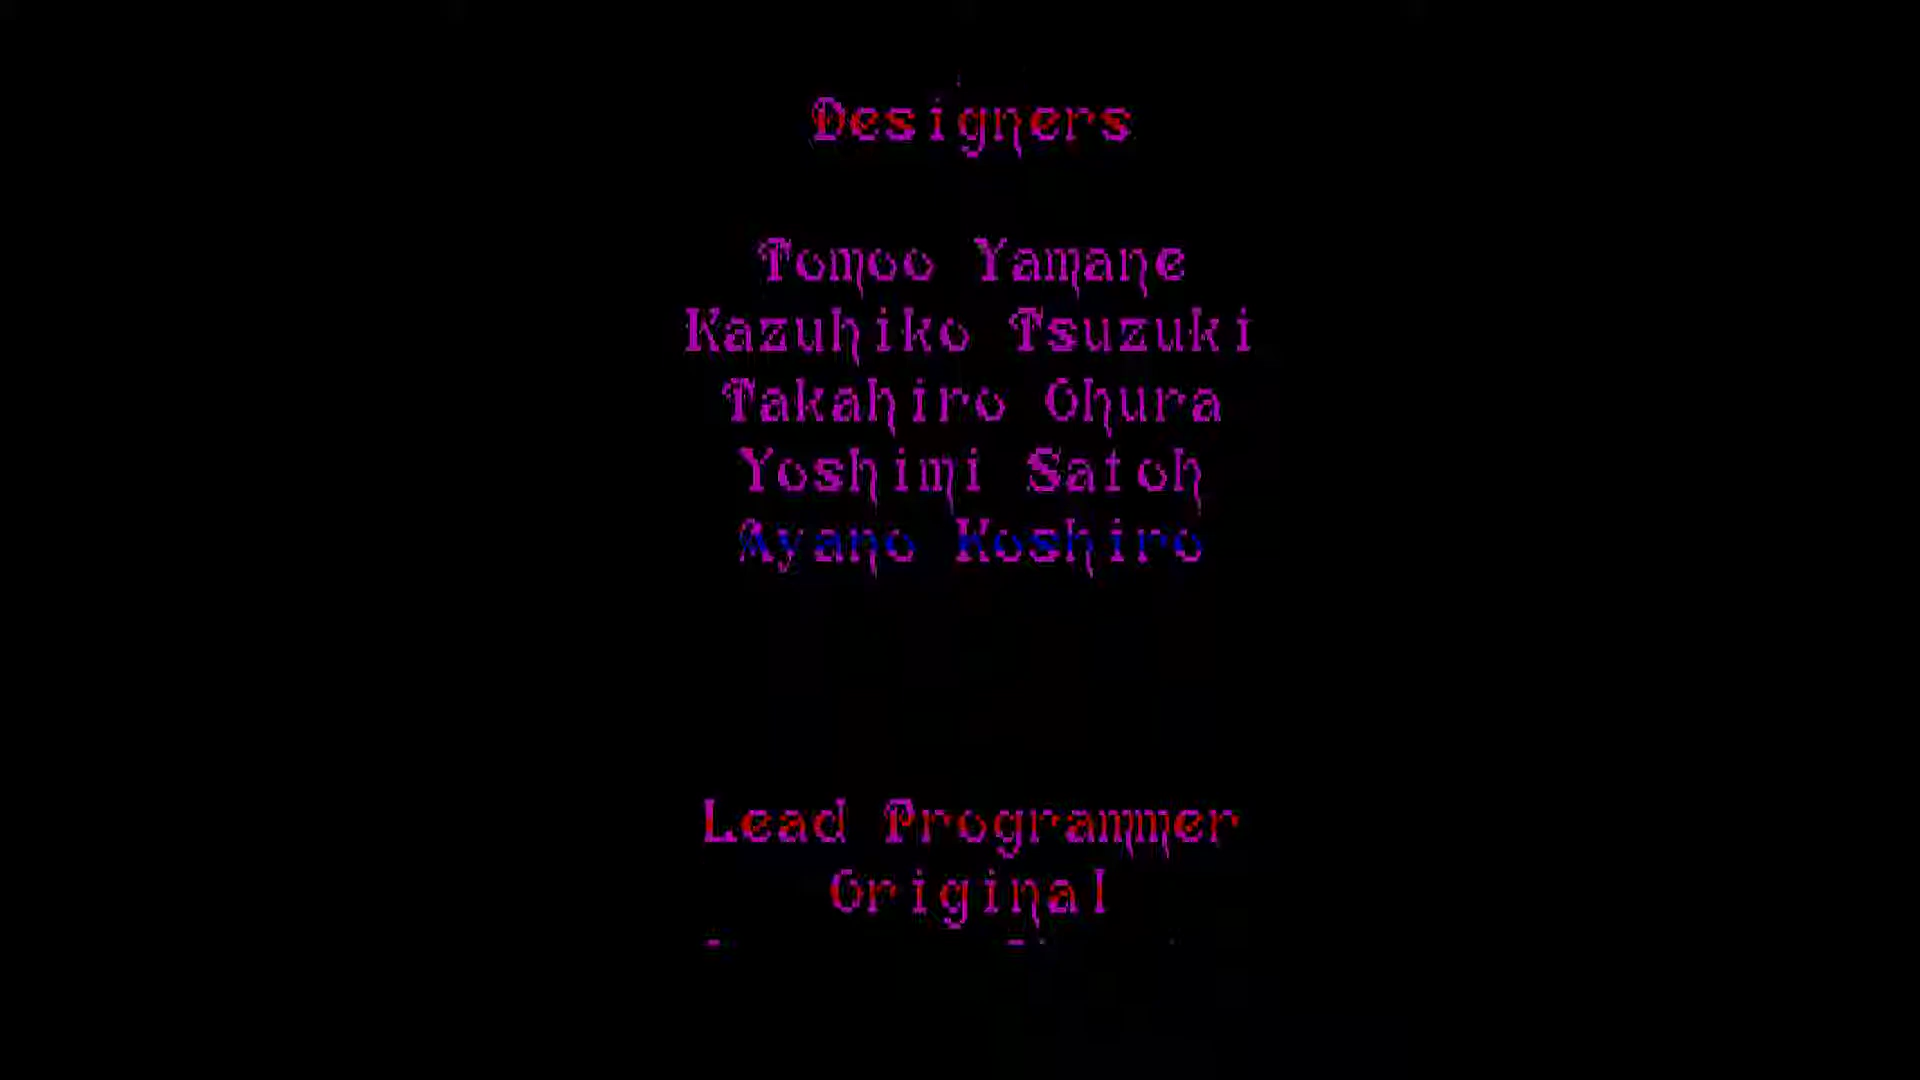 Designers
Tomoo Yamane
Kazuhiko Tsuzuki
Takahiro Ohura
Yoshimi Satoh
Ayano Koshiro
Lead Programmer
Original